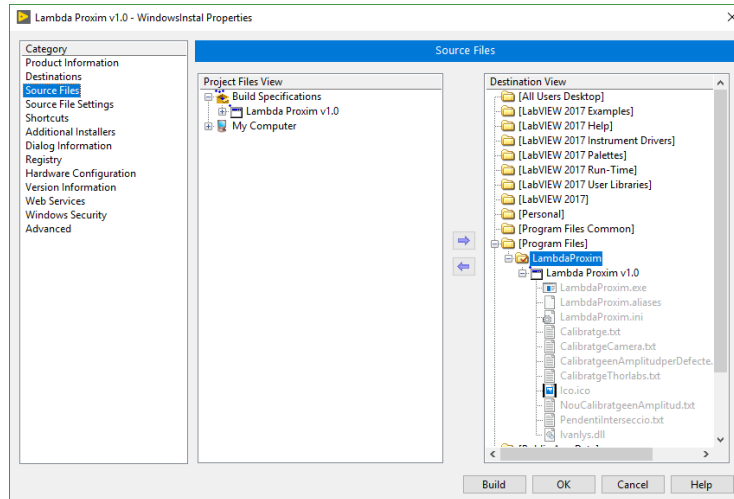 Lambda Proxim v1.0 - WindowsInstal Properties
Category
Product Information
Destinations
Source Files
Source File Settings
Shortcuts
Additional Installers
Dialog Information
Registry
Hardware Configuration
Version Information
Web Services
Windows Security
Advanced
Source Files
Project Files View
Build Specifications
Lambda Proxim v1.0
My Computer
Destination View
[All Users Desktop]
[LabVIEW 2017 Examples]
[LabVIEW 2017 Help]
[LabVIEW 2017 Instrument Drivers]
[LabVIEW 2017 Palettes]
[LabVIEW 2017 Run-Time]
[LabVIEW 2017 User Libraries]
[LabVIEW 2017]
[Personal]
[Program Files Common]
[Program Files]
LambdaProxim
Lambda Proxim v1.0
LambdaProxim.exe
LambdaProxim.aliases
LambdaProxim.ini
Calibratge.txt
CalibratgeCamera.txt
CalibratgeenAmplitudperDefecte.
CalibratgeThorlabs.txt
Ico.ico
NouCalibratgeenAmplitud.txt
PendentiInterseccio.txt
Ivanlys.dll
Build
OK
Cancel
Help